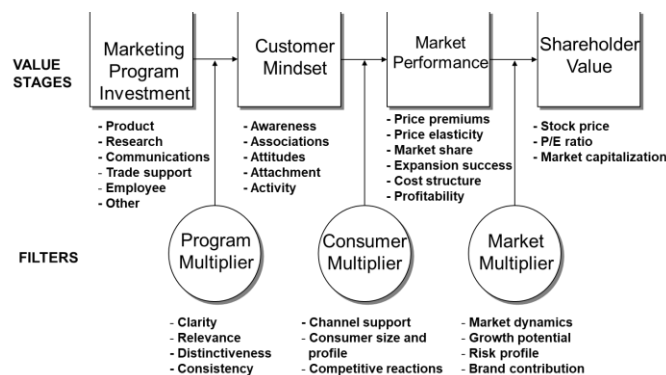 VALUE
STAGES
Marketing
Program
Investment
Customer
Mindset
Market
Performance
Shareholder
Value
- Product
- Research
- Communications
- Trade support
- Employee
- Other
- Awareness
- Associations
- Attitudes
- Attachment
- Activity
- Price premiums
- Price elasticity
- Market share
- Expansion success
- Cost structure
- Profitability
- Stock price
- P/E ratio
- Market capitalization
FILTERS
Program
Multiplier
Consumer
Multiplier
Market
Multiplier
- Clarity
- Relevance
- Distinctiveness
- Consistency
- Channel support
- Consumer size and
profile
- Competitive reactions
- Market dynamics
- Growth potential
- Risk profile
- Brand contribution